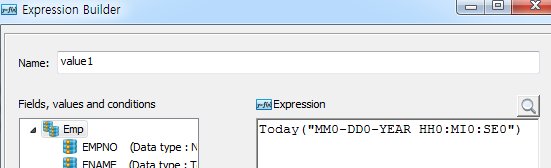 Expression Builder
Name:
value1
Fields, values and conditions
Expression
Emp
EMPNO (Data type : N
ENAME (Data type : T
Today("MM0-DD0-YEAR HH0:MI0:SE0")